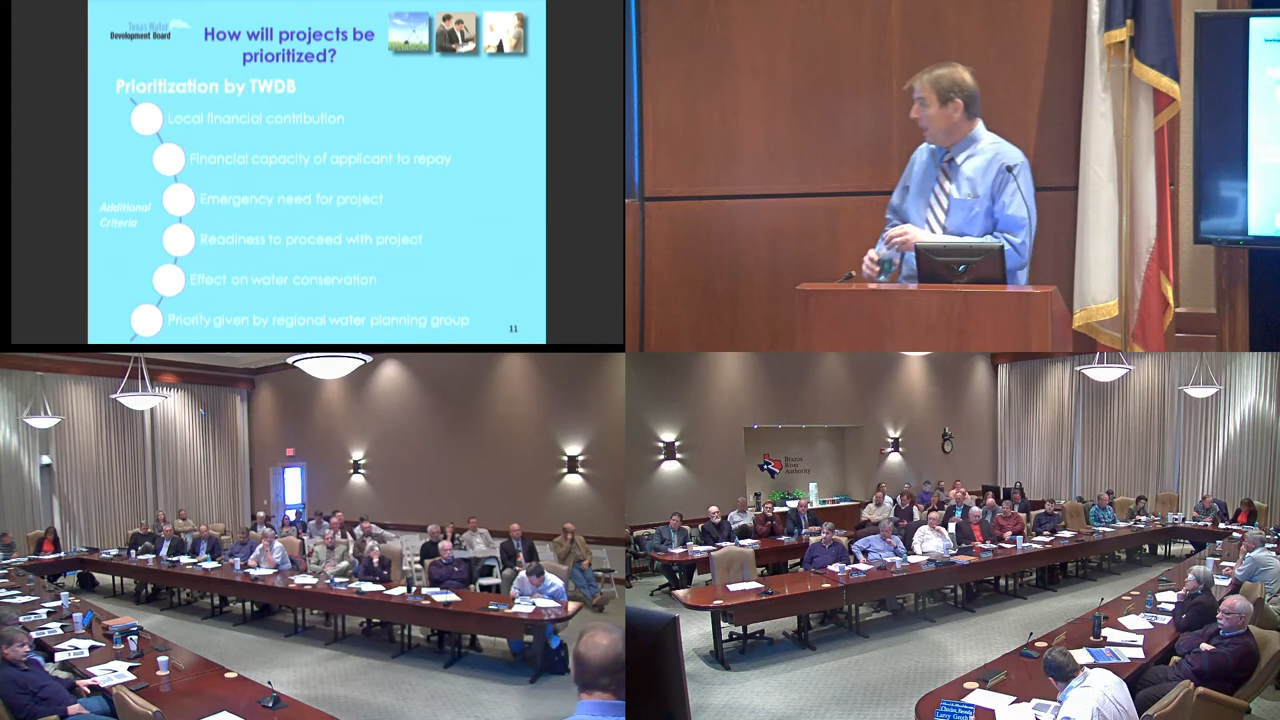 Texas Water
Development Board
How will projects be
prioritized?
Prioritization by TWDB
Local financial contribution
Financial capacity of applicant to repay
Emergency need for project
Additional
Criteria
Readiness to proceed with project
Effect on water conservation
Priority given by regional water planning group
11
Brazos
River
Authority
Larry Groth